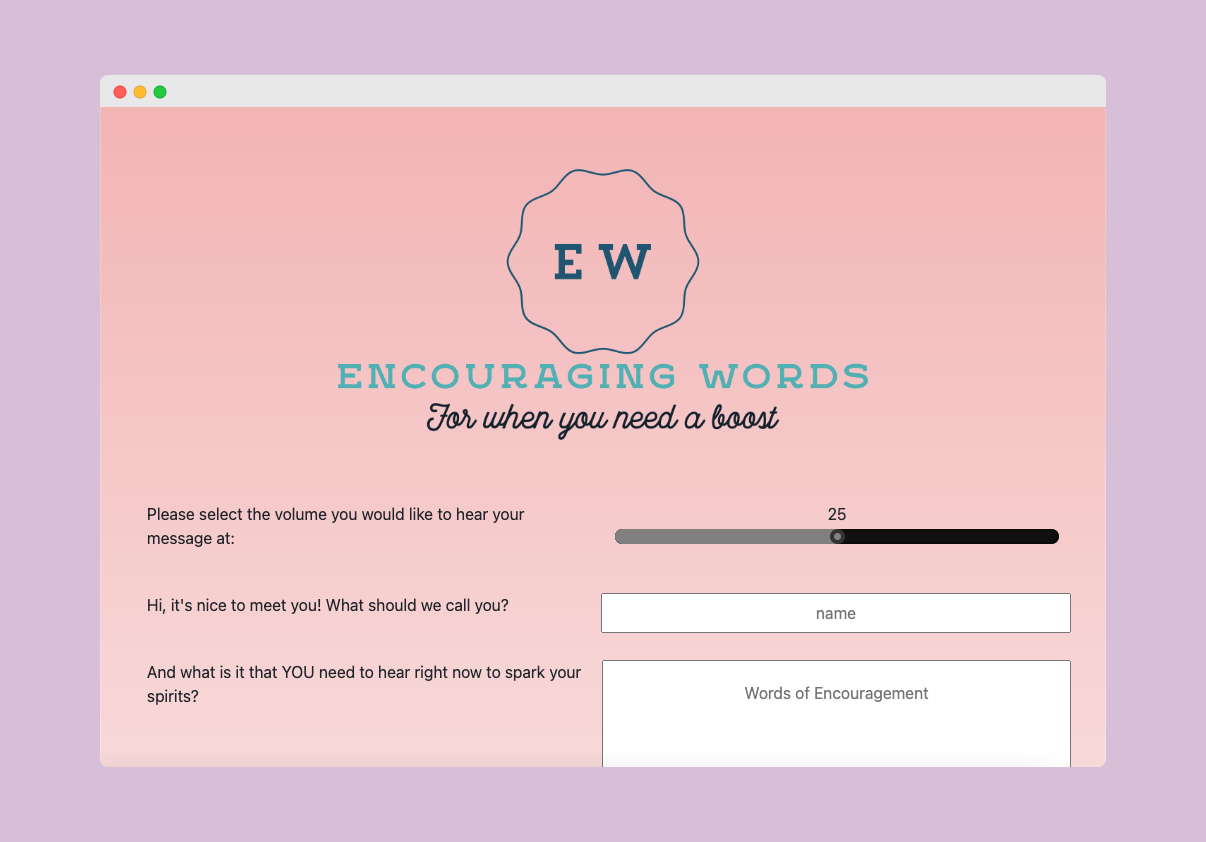 E W
ENCOURAGING WORDS
For when you need a boost
Please select the volume you would like to hear your
message at:
25
Hi, it's nice to meet you! What should we call you?
name
And what is it that YOU need to hear right now to spark your
spirits?
Words of Encouragement